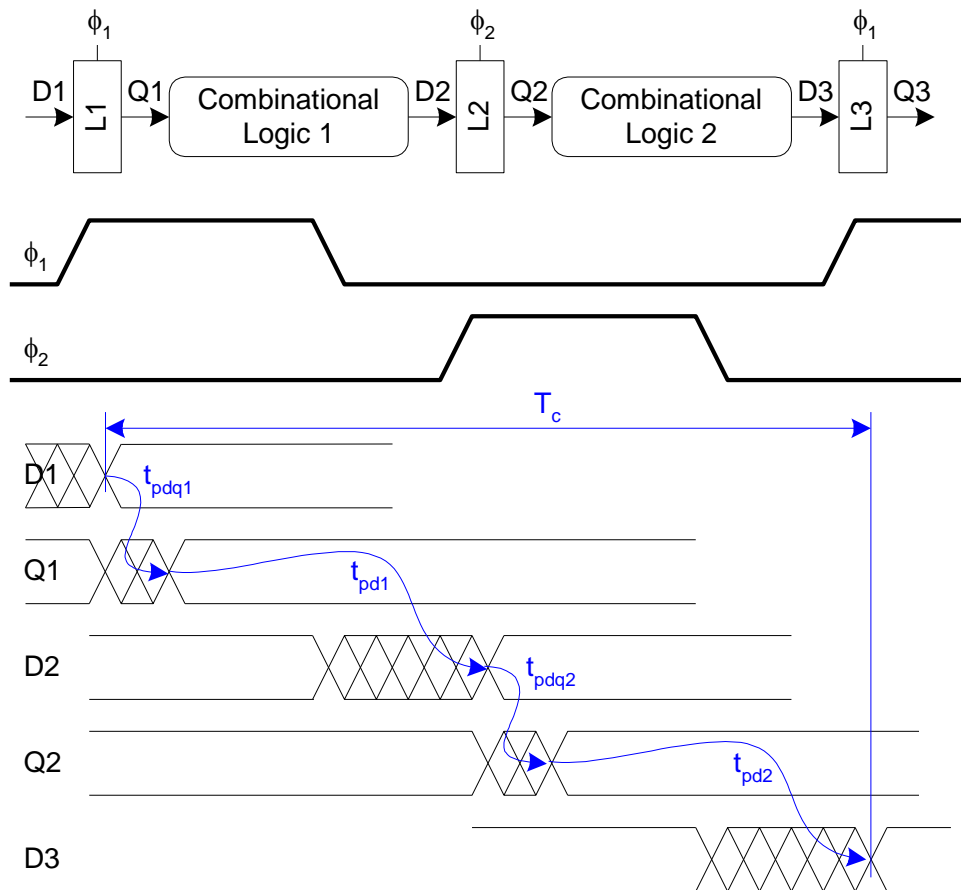 ϕ1 ϕ2 ϕ1
D1 L1 Q1 Combinational Logic 1 D2 L2 Q2 Combinational Logic 2 D3 L3 Q3
ϕ1
ϕ2
Tc
D1
tpdq1
Q1
tpd1
D2
tpdq2
Q2
tpd2
D3